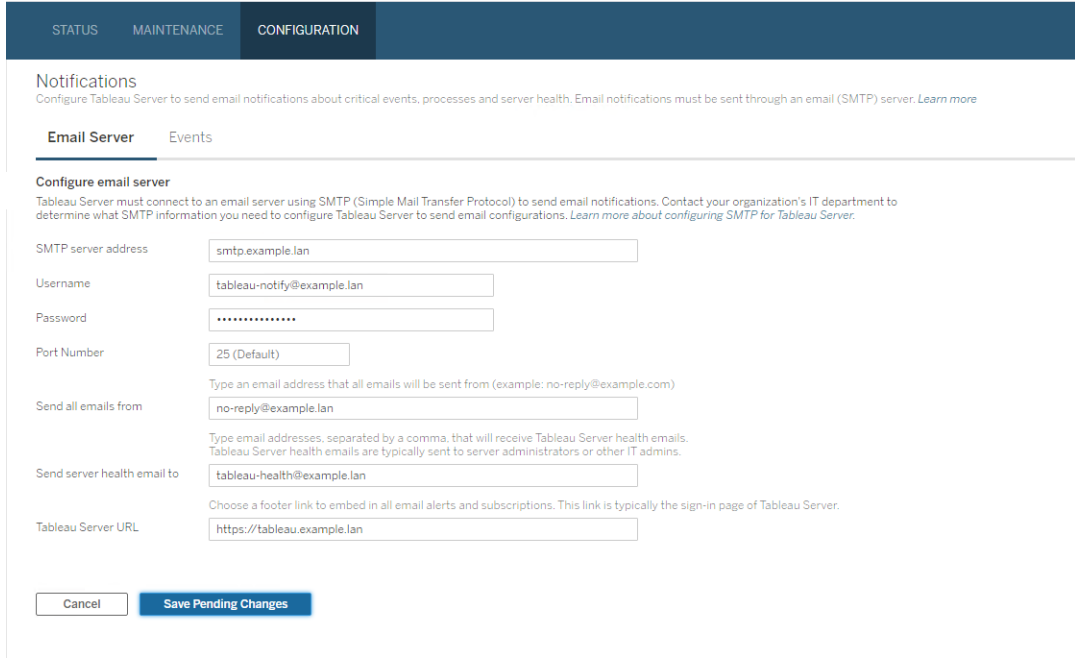 STATUS MAINTENANCE CONFIGURATION
Notifications
Configure Tableau Server to send email notifications about critical events, processes and server health. Email notifications must be sent through an email (SMTP) server. Learn more
Email Server Events
Configure email server
Tableau Server must connect to an email server using SMTP (Simple Mail Transfer Protocol) to send email notifications. Contact your organization's IT department to
determine what SMTP information you need to configure Tableau Server to send email configurations. Learn more about configuring SMTP for Tableau Server.
SMTP server address smtp.example.lan
Username tableau-notify@example.lan
Password •••••••••••••••
Port Number 25 (Default)
Type an email address that all emails will be sent from (example: no-reply@example.com)
Send all emails from no-reply@example.lan
Type email addresses, separated by a comma, that will receive Tableau Server health emails.
Tableau Server health emails are typically sent to server administrators or other IT admins.
Send server health email to tableau-health@example.lan
Choose a footer link to embed in all email alerts and subscriptions. This link is typically the sign-in page of Tableau Server.
Tableau Server URL https://tableau.example.lan
Cancel Save Pending Changes